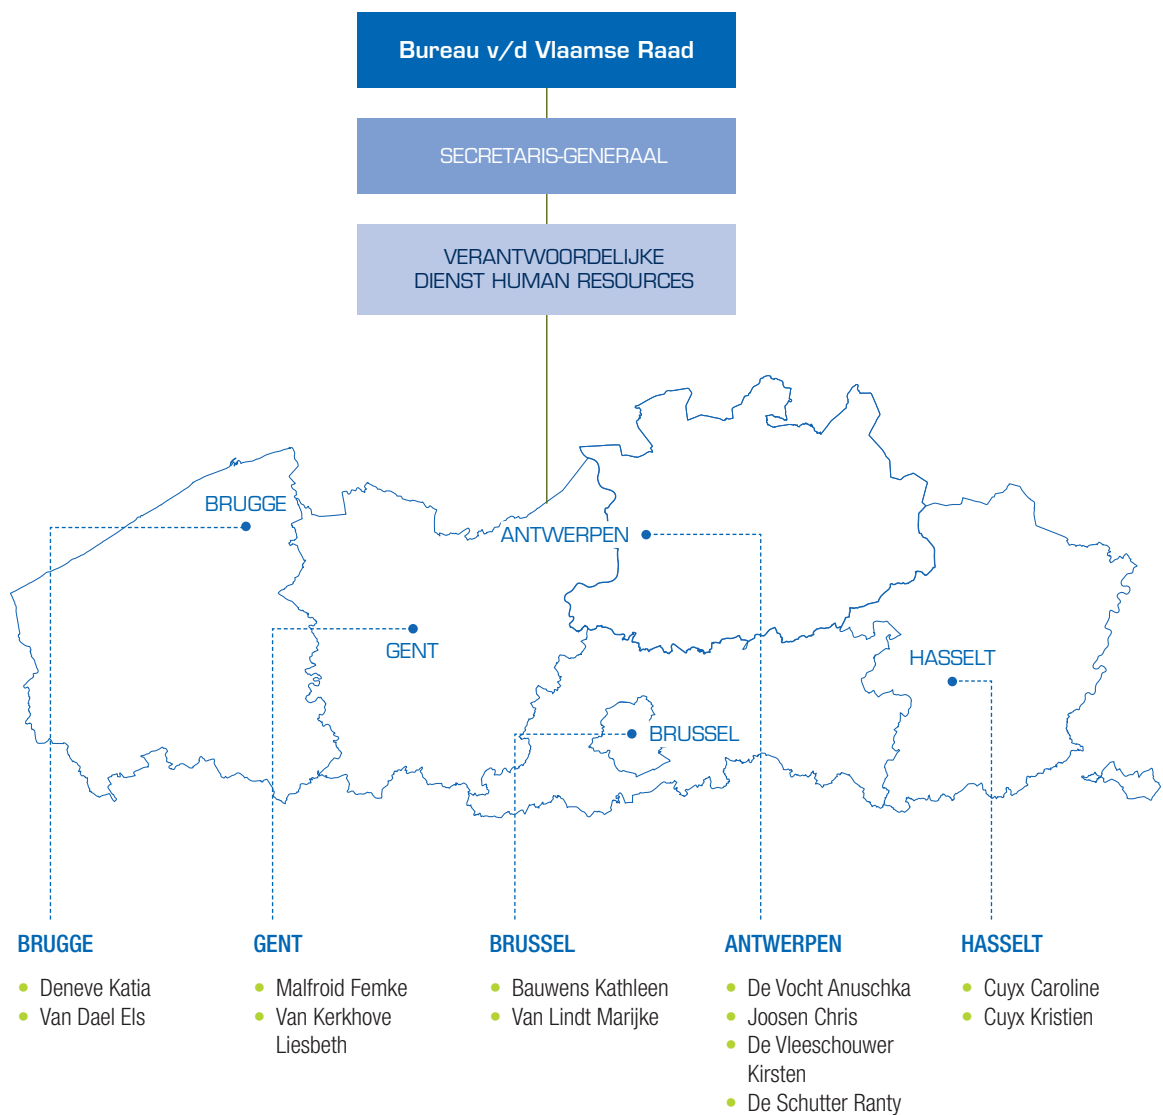 Bureau v/d Vlaamse Raad
SECRETARIS-GENERAAL
VERANTWOORDELIJKE
DIENST HUMAN RESOURCES
BRUGGE
ANTWERPEN
GENT
HASSELT
BRUSSEL
BRUGGE
• Deneve Katia
• Van Dael Els
GENT
• Malfroid Femke
• Van Kerkhove
Liesbeth
BRUSSEL
• Bauwens Kathleen
• Van Lindt Marijke
ANTWERPEN
• De Vocht Anuschka
• Joosen Chris
• De Vleeschouwer
Kirsten
• De Schutter Ranty
HASSELT
• Cuyx Caroline
• Cuyx Kristien